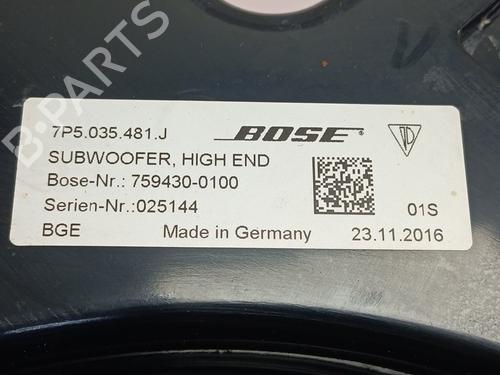 B-PARTS
7P5.035.481.J BOSE
SUBWOOFER, HIGH END
Bose-Nr.: 759430-0100
Serien-Nr.:025144 01S
BGE Made in Germany 23.11.2016